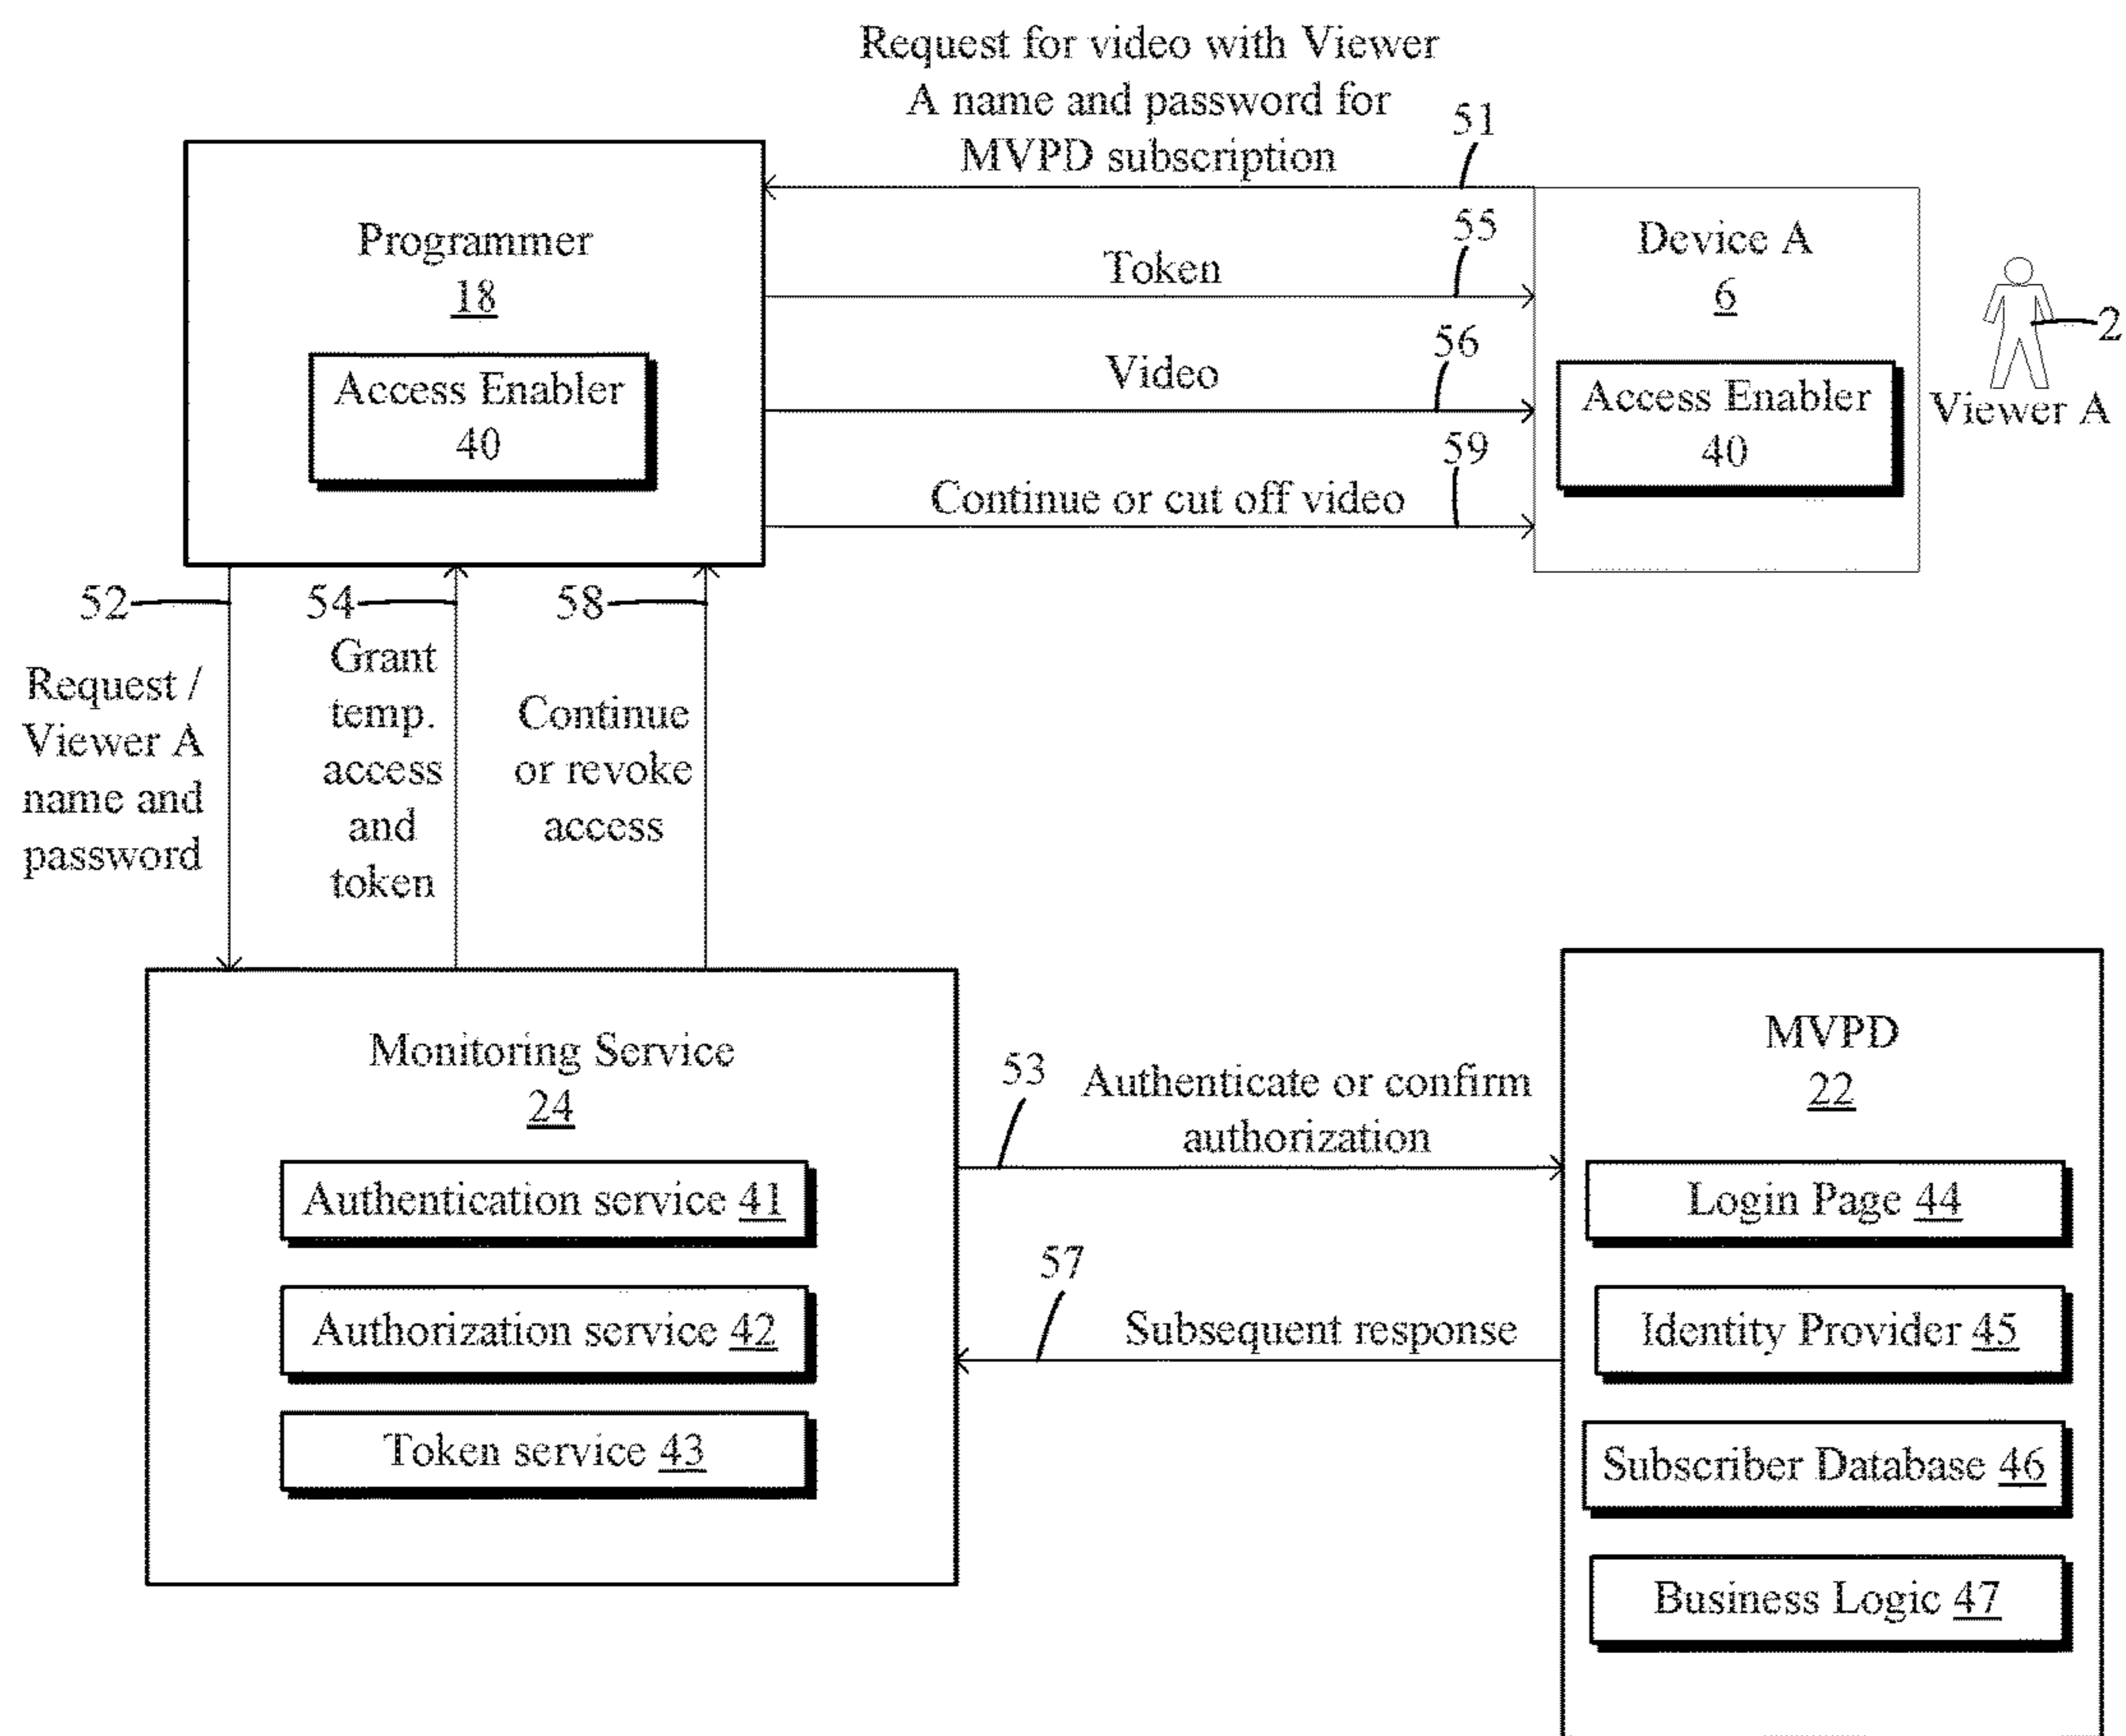 Request for video with Viewer
A name and password for
MVPD subscription
51
Programmer
18
Access Enabler
40
Token
55
Video
56
Continue or cut off video
59
Device A
6
Access Enabler
40
2
Viewer A
52
Request /
Viewer A
name and
password
54
Grant
temp.
access
and
token
58
Continue
or revoke
access
Monitoring Service
24
Authentication service 41
Authorization service 42
Token service 43
53
Authenticate or confirm
authorization
57
Subsequent response
MVPD
22
Login Page 44
Identity Provider 45
Subscriber Database 46
Business Logic 47